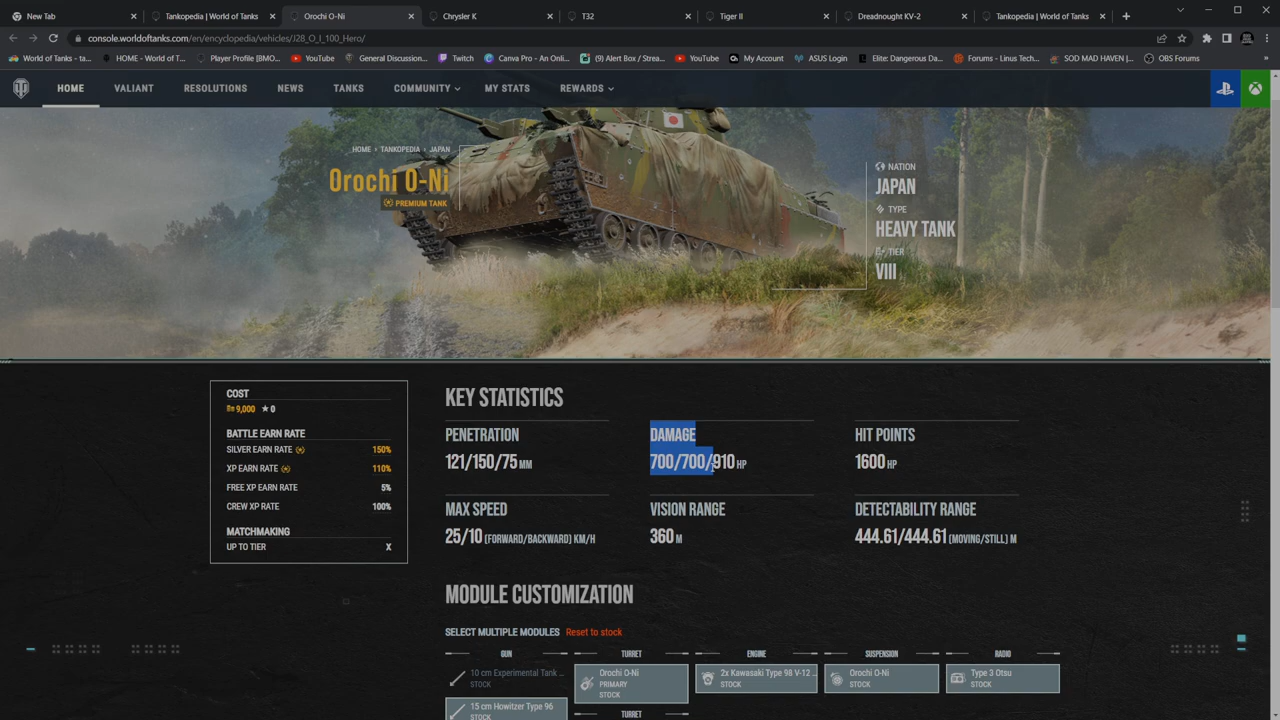 New Tab
Tankopedia | World of Tanks
Orochi O-Ni
Chrysler K
T32
Tiger II
Dreadnought KV-2
Tankopedia | World of Tanks
console.worldoftanks.com/en/encyclopedia/vehicles/J28_O_I_100_Hero/
World of Tanks - ta...
HOME - World of T...
Player Profile [BMO...
YouTube
General Discussion...
Twitch
Canva Pro - An Onli...
(9) Alert Box / Strea...
YouTube
My Account
ASUS Login
Elite: Dangerous Da...
Forums - Linus Tech...
SOD MAD HAVEN |...
OBS Forums
»
HOME
VALIANT
RESOLUTIONS
NEWS
TANKS
COMMUNITY
MY STATS
REWARDS
HOME • TANKOPEDIA • JAPAN
Orochi O-Ni
PREMIUM TANK
NATION
JAPAN
TYPE
HEAVY TANK
TIER
VIII
COST
9,000 ★ 0
BATTLE EARN RATE
SILVER EARN RATE 150%
XP EARN RATE 110%
FREE XP EARN RATE 5%
CREW XP RATE 100%
MATCHMAKING
UP TO TIER X
KEY STATISTICS
PENETRATION
121/150/75 MM
DAMAGE
700/700/910 HP
HIT POINTS
1600 HP
MAX SPEED
25/10 (FORWARD/BACKWARD) KM/H
VISION RANGE
360 M
DETECTABILITY RANGE
444.61/444.61 (MOVING/STILL) M
MODULE CUSTOMIZATION
SELECT MULTIPLE MODULES Reset to stock
GUN
TURRET
ENGINE
SUSPENSION
RADIO
10 cm Experimental Tank ...
STOCK
Orochi O-Ni
PRIMARY
STOCK
2x Kawasaki Type 98 V-12 ...
STOCK
Orochi O-Ni
STOCK
Type 3 Otsu
STOCK
15 cm Howitzer Type 96
STOCK
TURRET